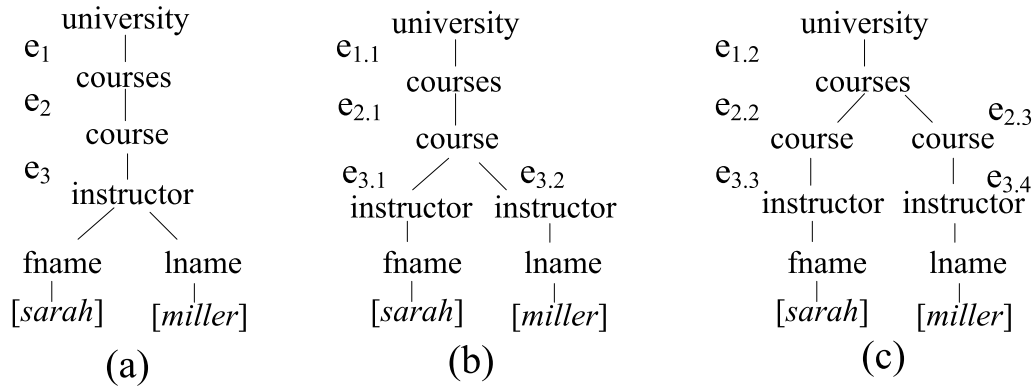 university university university
e1 e1.1 e1.2
courses courses courses
e2 e2.1 e2.2 e2.3
course course course course
e3 e3.1 e3.2 e3.3 e3.4
instructor instructor instructor instructor instructor
fname lname fname lname fname lname
[sarah] [miller] [sarah] [miller] [sarah] [miller]
(a) (b) (c)